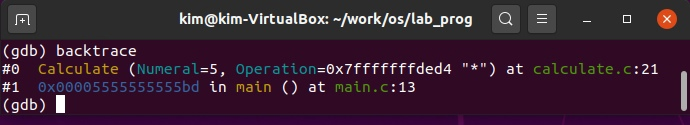 kim@kim-VirtualBox: ~/work/os/lab_prog
(gdb) backtrace
#0  Calculate (Numeral=5, Operation=0x7fffffffded4 "*") at calculate.c:21
#1  0x00005555555555bd in main () at main.c:13
(gdb)